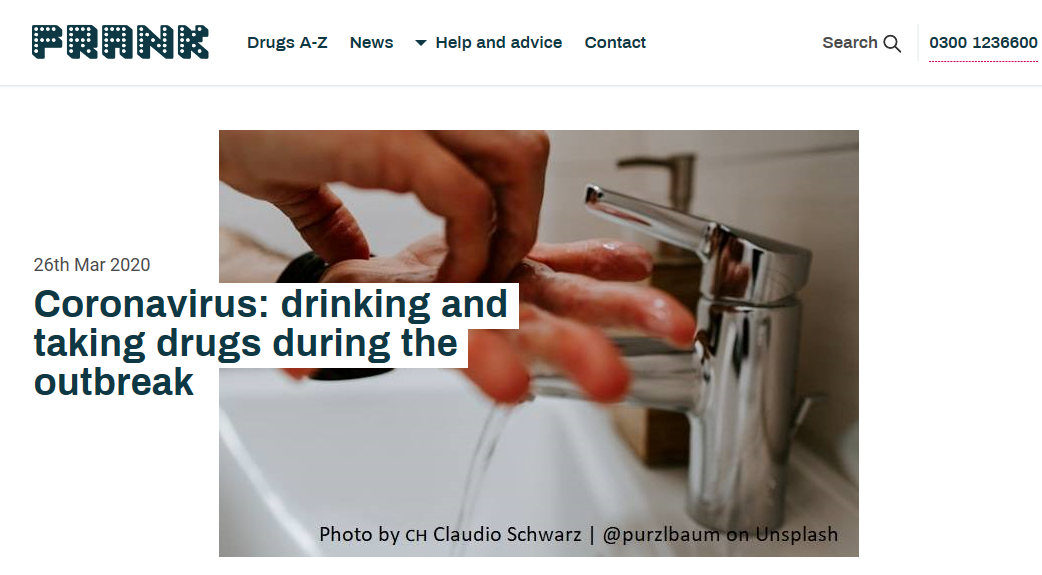 FRANK
Drugs A-Z News Help and advice Contact Search 0300 1236600
26th Mar 2020
Coronavirus: drinking and
taking drugs during the
outbreak
Photo by CH Claudio Schwarz | @purzlbaum on Unsplash